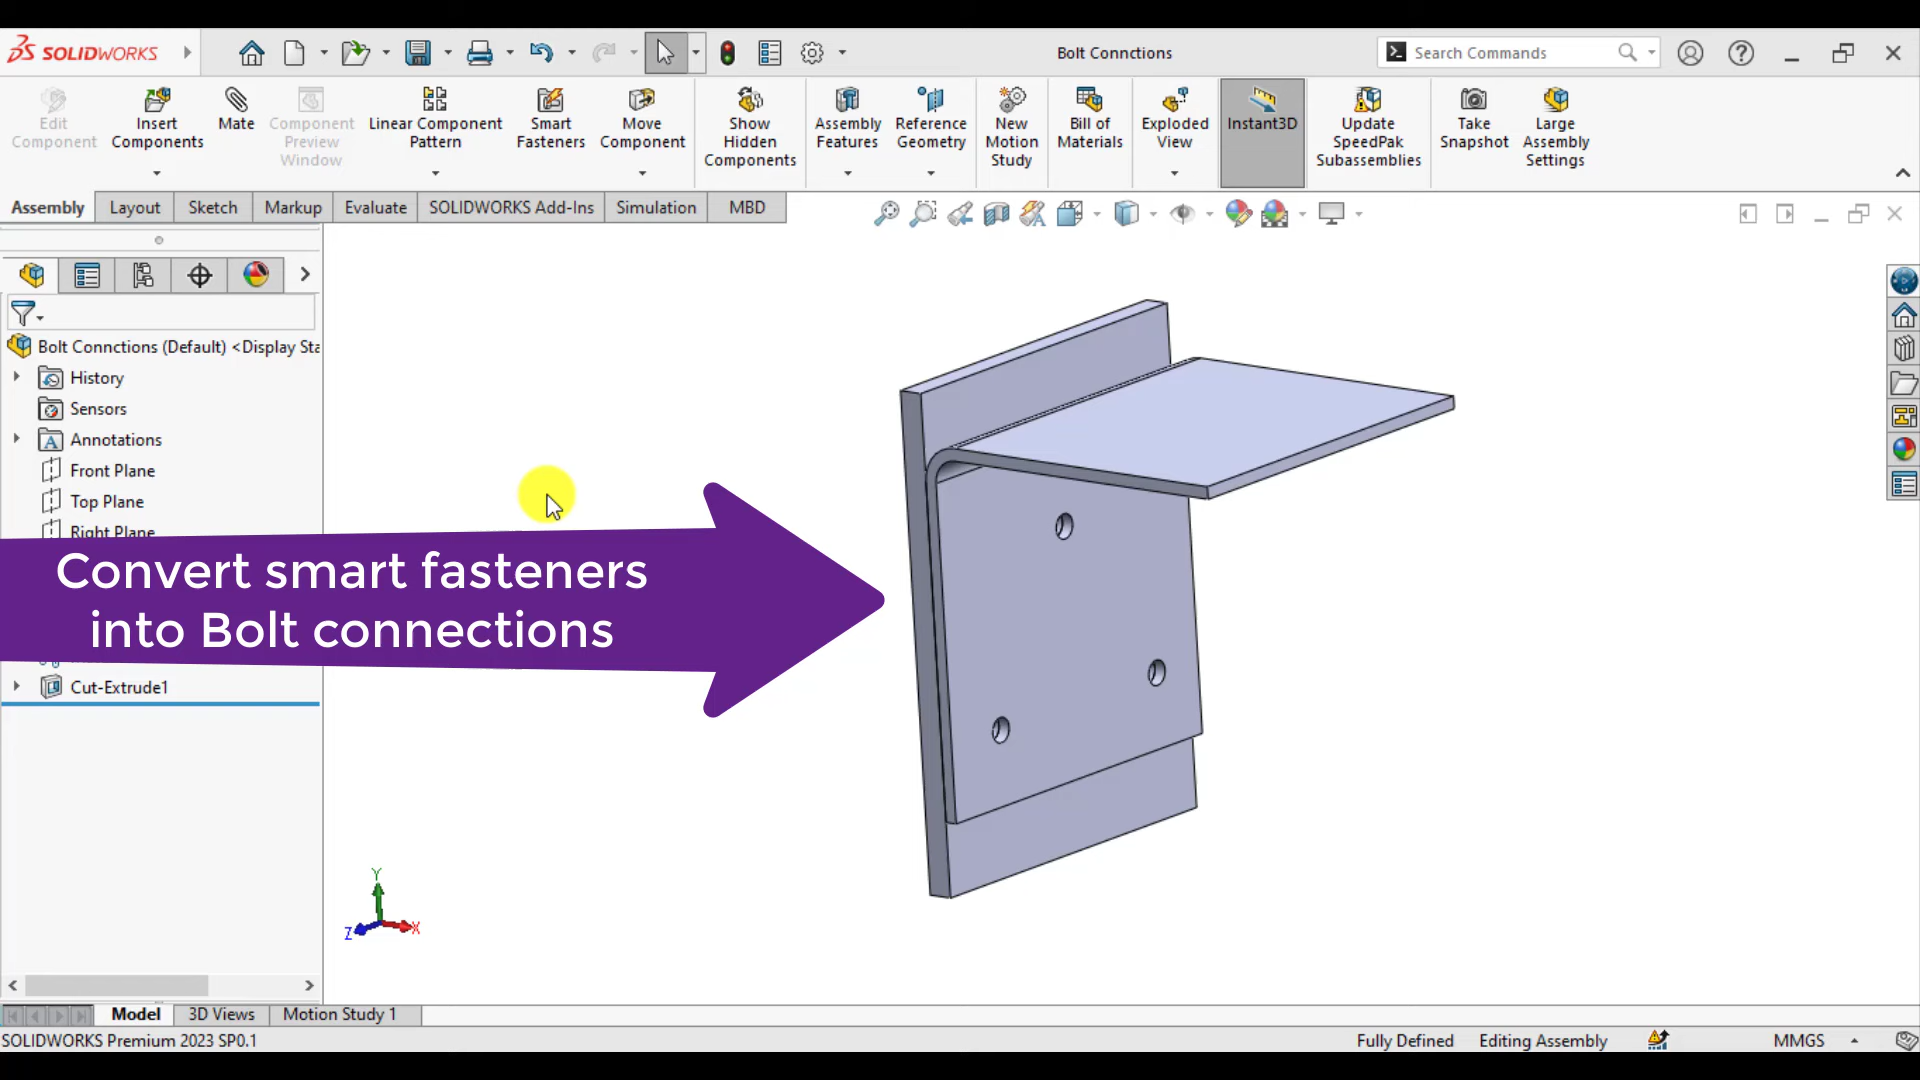 SOLIDWORKS
Bolt Connctions
Search Commands
Edit Component
Insert Components
Mate
Component Preview Window
Linear Component Pattern
Smart Fasteners
Move Component
Show Hidden Components
Assembly Features
Reference Geometry
New Motion Study
Bill of Materials
Exploded View
Instant3D
Update SpeedPak Subassemblies
Take Snapshot
Large Assembly Settings
Assembly
Layout
Sketch
Markup
Evaluate
SOLIDWORKS Add-Ins
Simulation
MBD
Bolt Connctions (Default) <Display Sta
History
Sensors
Annotations
Front Plane
Top Plane
Right Plane
Convert smart fasteners
into Bolt connections
Cut-Extrude1
Y
Z
X
Model
3D Views
Motion Study 1
SOLIDWORKS Premium 2023 SP0.1
Fully Defined
Editing Assembly
MMGS